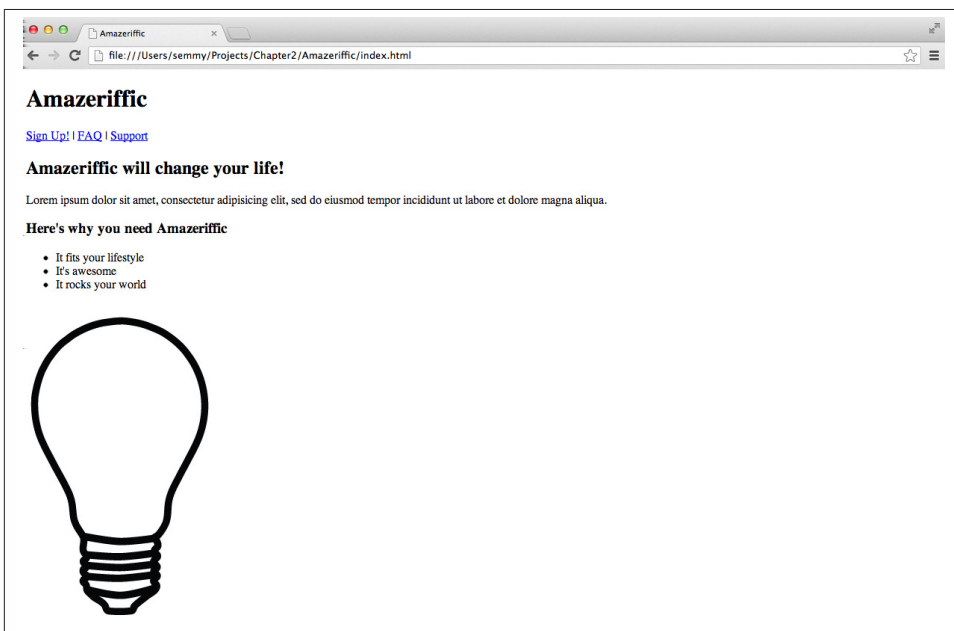 Amazeriffic
file:///Users/semmy/Projects/Chapter2/Amazeriffic/index.html
Amazeriffic
Sign Up! | FAQ | Support
Amazeriffic will change your life!
Lorem ipsum dolor sit amet, consectetur adipisicing elit, sed do eiusmod tempor incididunt ut labore et dolore magna aliqua.
Here's why you need Amazeriffic
• It fits your lifestyle
• It's awesome
• It rocks your world